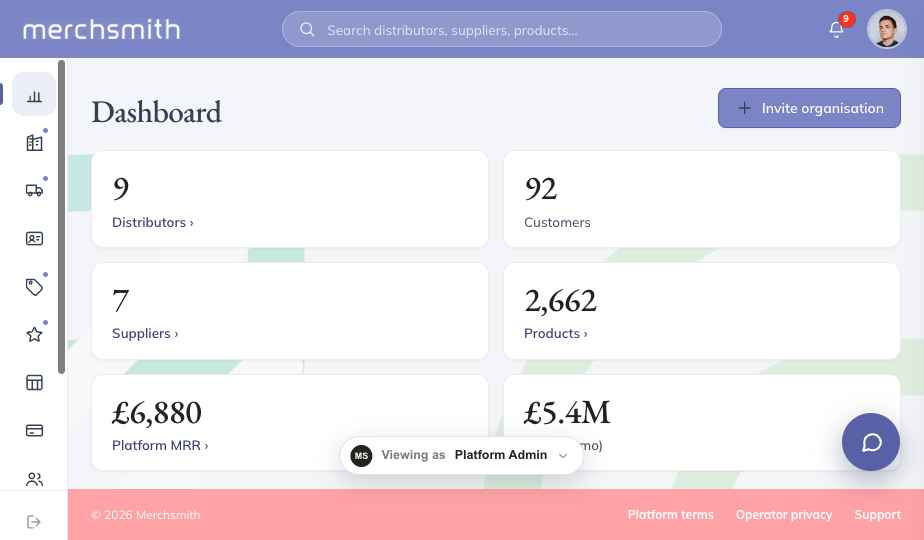 merchsmith
Search distributors, suppliers, products...
9
Dashboard
Invite organisation
9
Distributors ›
92
Customers
7
Suppliers ›
2,662
Products ›
£6,880
Platform MRR ›
£5.4M
mo)
MS Viewing as Platform Admin
© 2026 Merchsmith
Platform terms
Operator privacy
Support